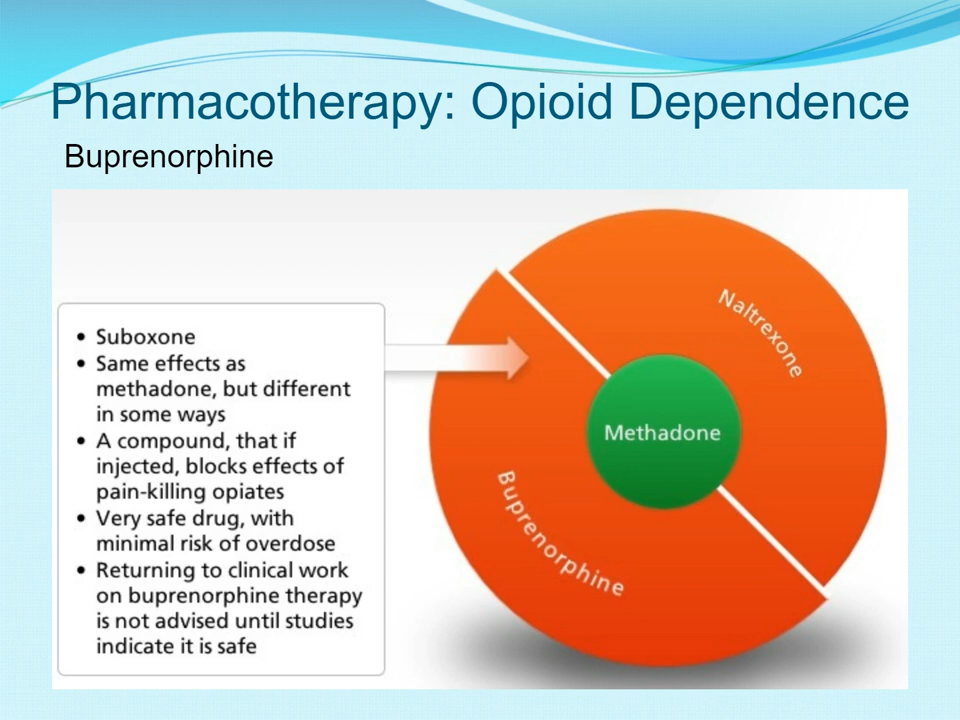 Pharmacotherapy: Opioid Dependence
Buprenorphine
• Suboxone
• Same effects as
methadone, but different
in some ways
• A compound, that if
injected, blocks effects of
pain-killing opiates
• Very safe drug, with
minimal risk of overdose
• Returning to clinical work
on buprenorphine therapy
is not advised until studies
indicate it is safe
Naltrexone
Methadone
Buprenorphine